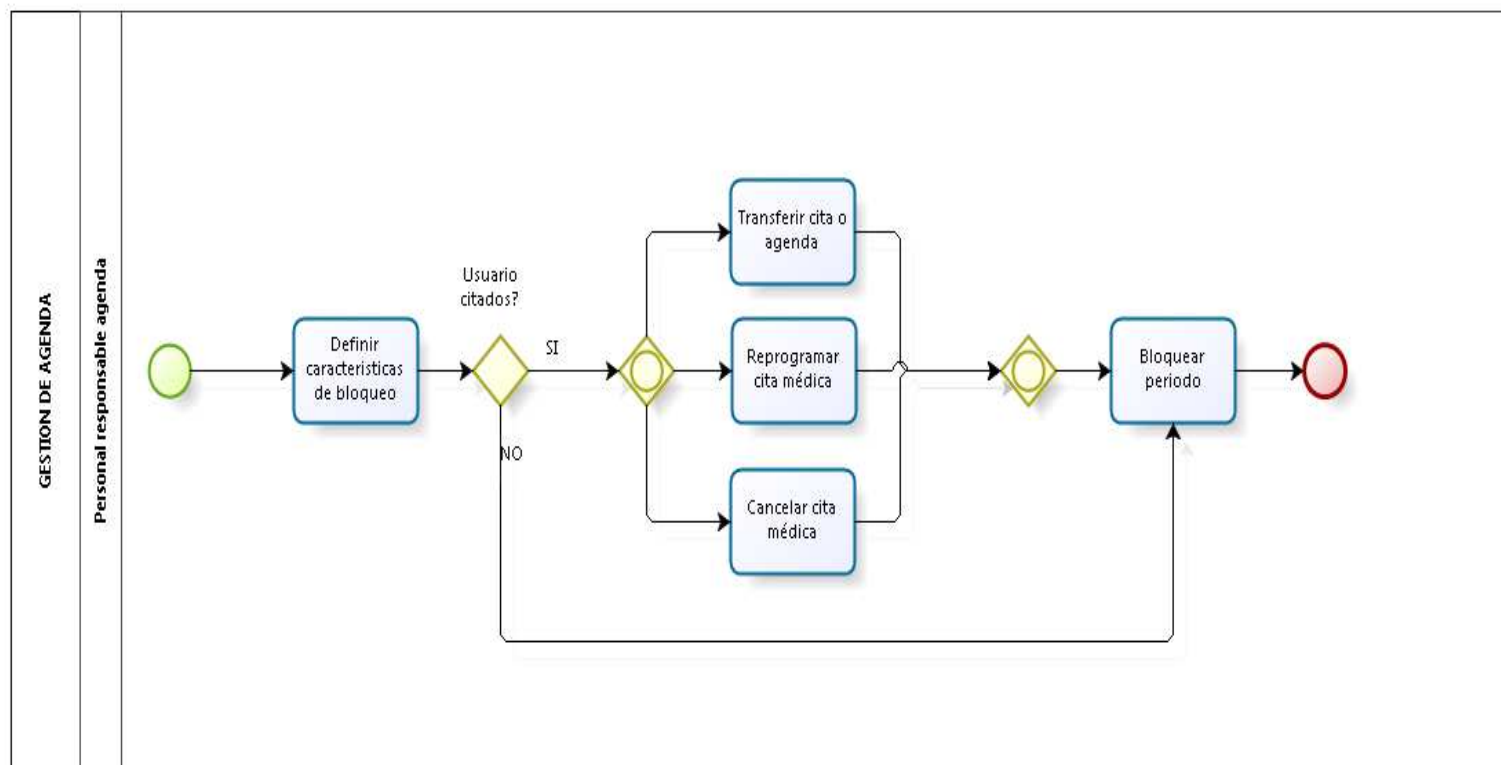 GESTION DE AGENDA
Personal responsable agenda
Definir
caracteristicas
de bloqueo
Usuario
citados?
SI
NO
Transferir cita o
agenda
Reprogramar
cita médica
Cancelar cita
médica
Bloquear
periodo